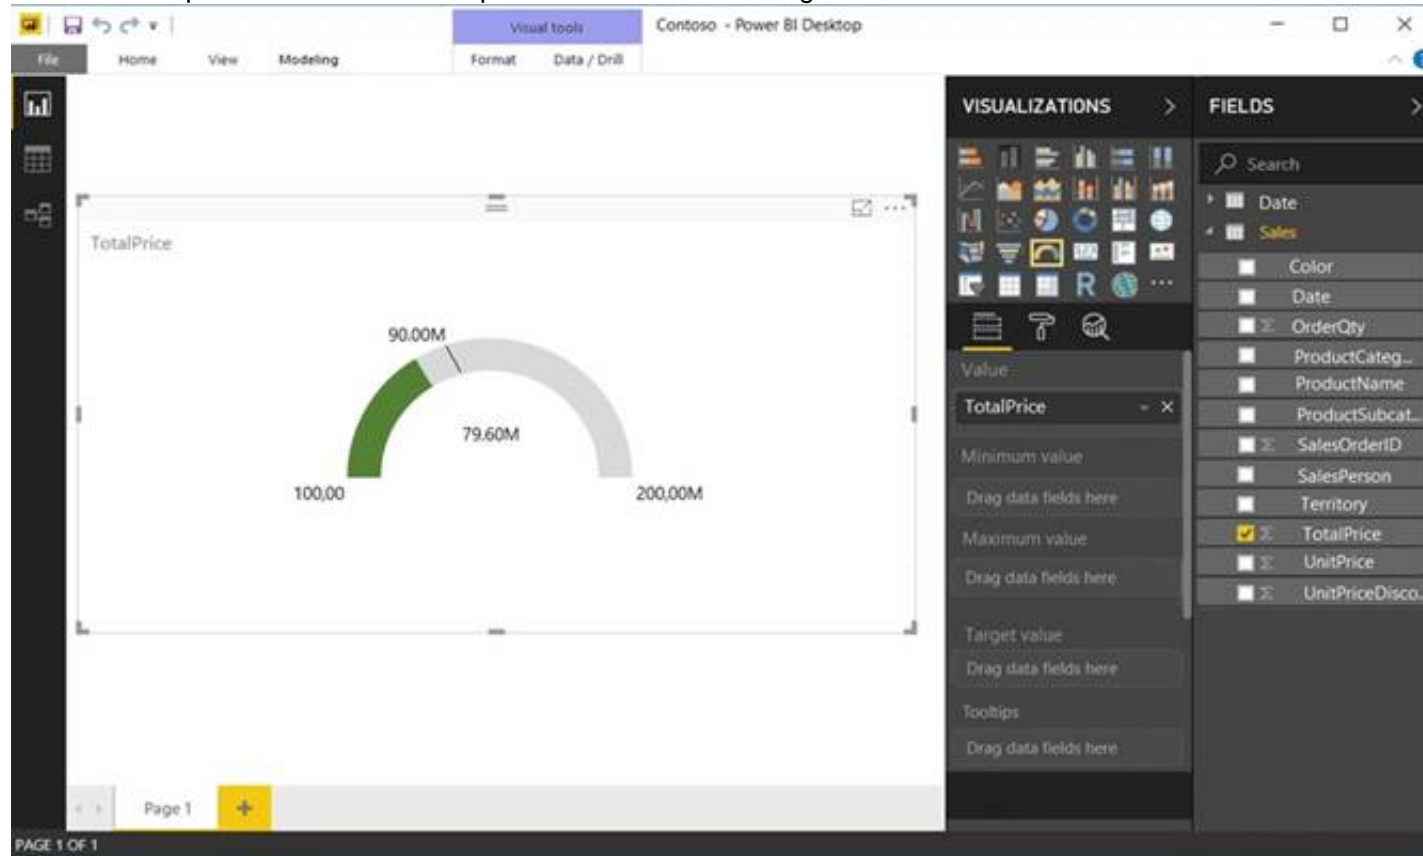 Contoso - Power BI Desktop
Visual tools
File
Home
View
Modeling
Format
Data / Drill
VISUALIZATIONS
FIELDS
Search
Date
Sales
Color
Date
OrderQty
ProductCateg...
ProductName
ProductSubcat...
SalesOrderID
SalesPerson
Territory
TotalPrice
UnitPrice
UnitPriceDisco...
Value
TotalPrice
Minimum value
Drag data fields here
Maximum value
Drag data fields here
Target value
Drag data fields here
Tooltips
Drag data fields here
TotalPrice
90.00M
79.60M
100,00
200,00M
Page 1
PAGE 1 OF 1